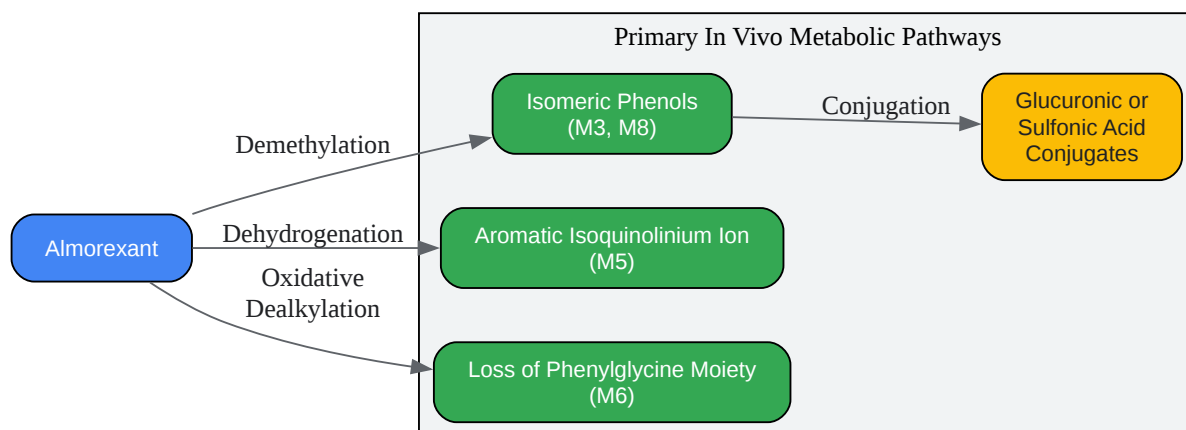 Primary In Vivo Metabolic Pathways
Isomeric Phenols
(M3, M8)
Conjugation
Glucuronic or
Sulfonic Acid
Conjugates
Demethylation
Almorexant
Dehydrogenation
Aromatic Isoquinolinium Ion
(M5)
Oxidative
Dealkylation
Loss of Phenylglycine Moiety
(M6)